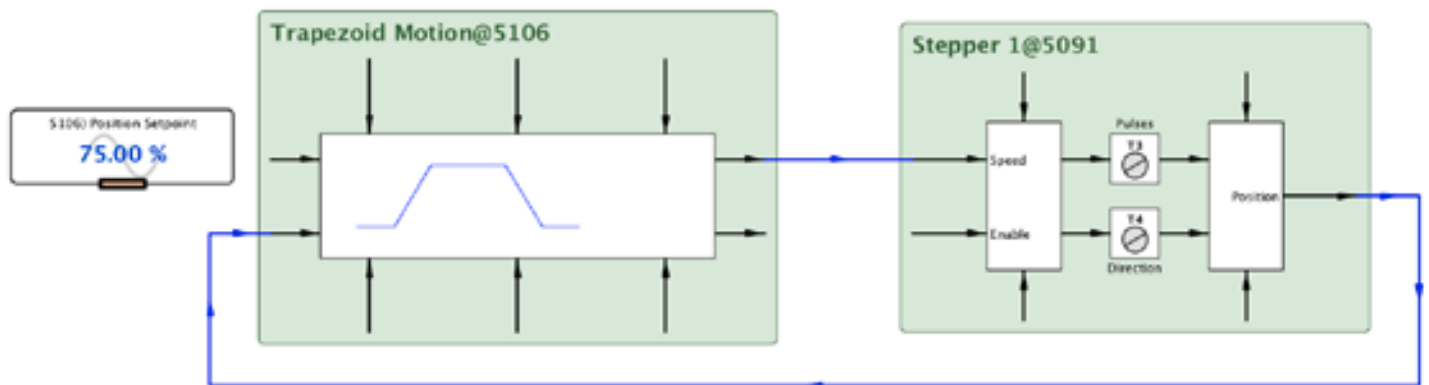 Trapezoid Motion@5106
Stepper 1@5091
5106) Position Setpoint
75.00 %
Pulses
T3
Speed
Position
T4
Enable
Direction